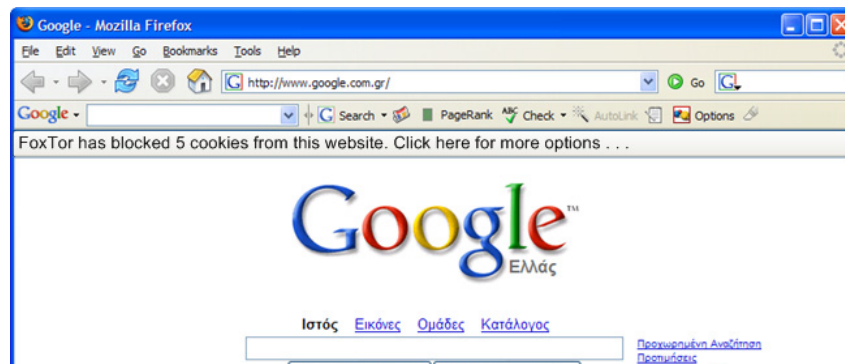 Google - Mozilla Firefox
File Edit View Go Bookmarks Tools Help
G http://www.google.com.gr/ Go G
Google G Search PageRank ABC Check AutoLink Options
FoxTor has blocked 5 cookies from this website. Click here for more options . . .
Google™
Ελλάς
Ιστός Εικόνες Ομάδες Κατάλογος
Προχωρημένη Αναζήτηση
Προτιμήσεις